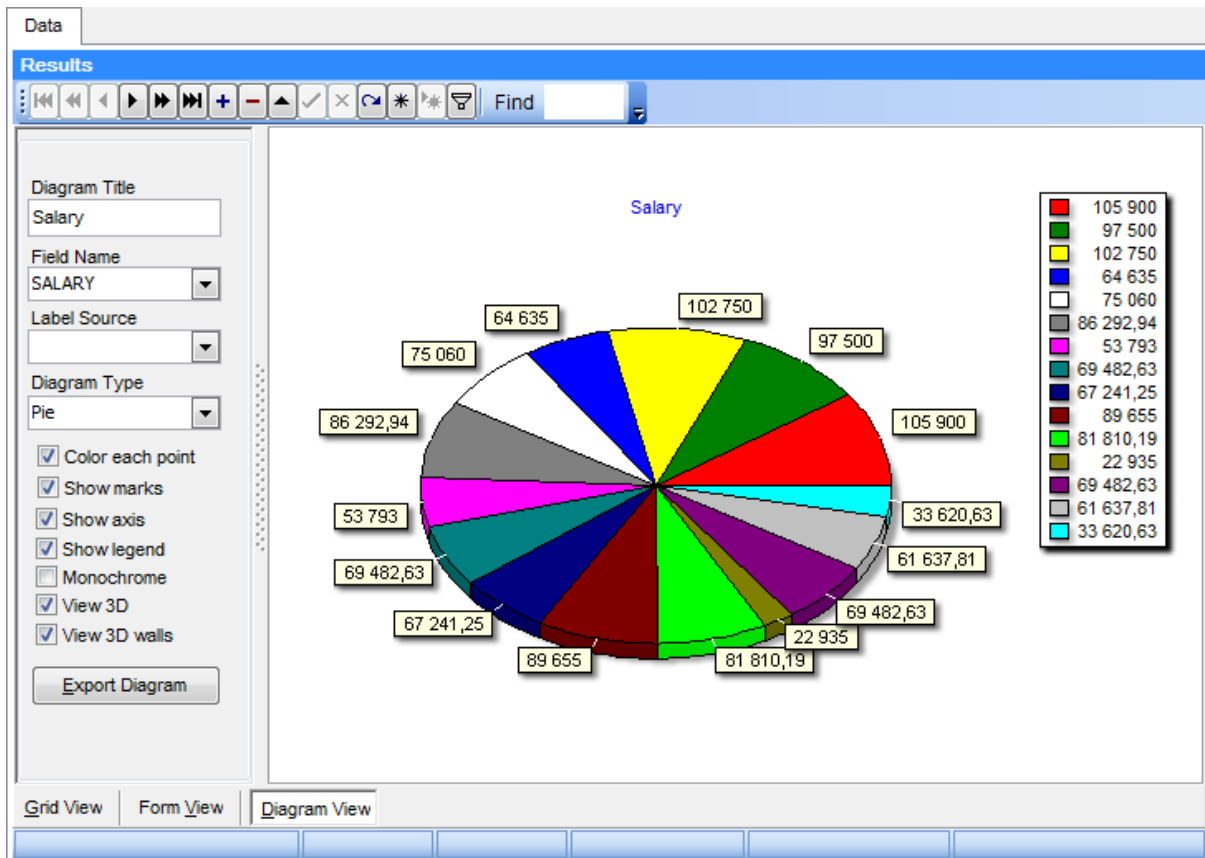 Data
Results
Find
Diagram Title
Salary
Field Name
SALARY
Label Source
Diagram Type
Pie
Color each point
Show marks
Show axis
Show legend
Monochrome
View 3D
View 3D walls
Export Diagram
Salary
102 750
64 635
97 500
75 060
86 292,94
105 900
53 793
33 620,63
61 637,81
69 482,63
69 482,63
67 241,25
22 935
89 655
81 810,19
105 900
97 500
102 750
64 635
75 060
86 292,94
53 793
69 482,63
67 241,25
89 655
81 810,19
22 935
69 482,63
61 637,81
33 620,63
Grid View
Form View
Diagram View